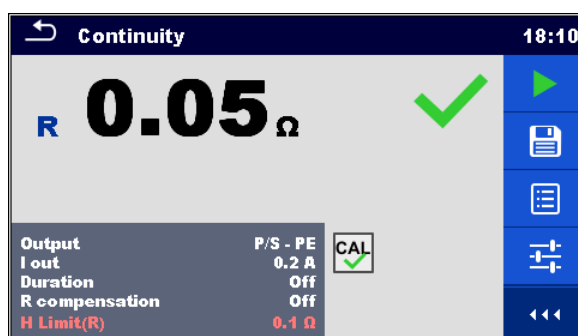 Continuity 18:10
R 0.05 Ω
Output P/S - PE
I out 0.2 A
Duration Off
R compensation Off
H Limit(R) 0.1 Ω
CAL